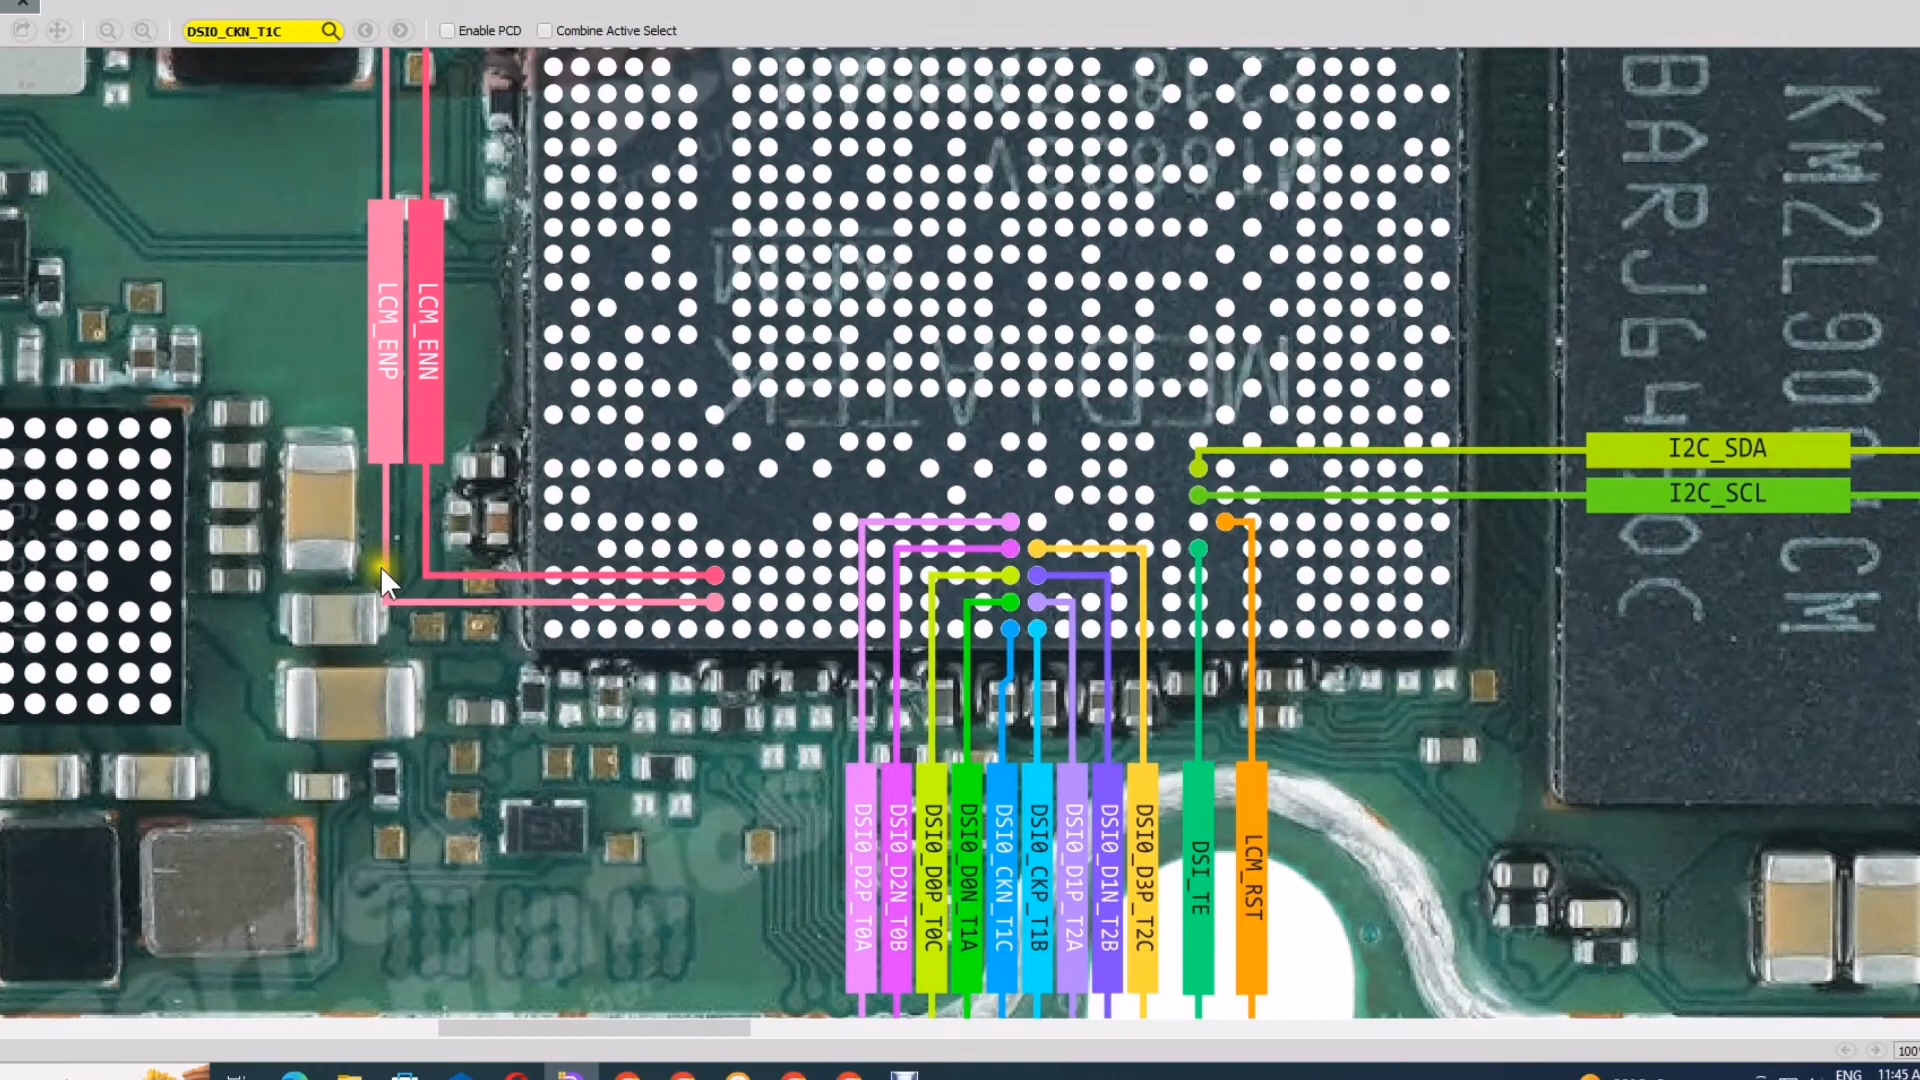 DSI0_CKN_T1C
Enable PCD
Combine Active Select
LCM_ENP
LCM_ENN
MEDIATEK
I2C_SDA
I2C_SCL
DSI0_D2P_T0A
DSI0_D2N_T0B
DSI0_D0P_T0C
DSI0_D0N_T1A
DSI0_CKN_T1C
DSI0_CKP_T1B
DSI0_D1P_T2A
DSI0_D1N_T2B
DSI0_D3P_T2C
DSI_TE
LCM_RST
ENG